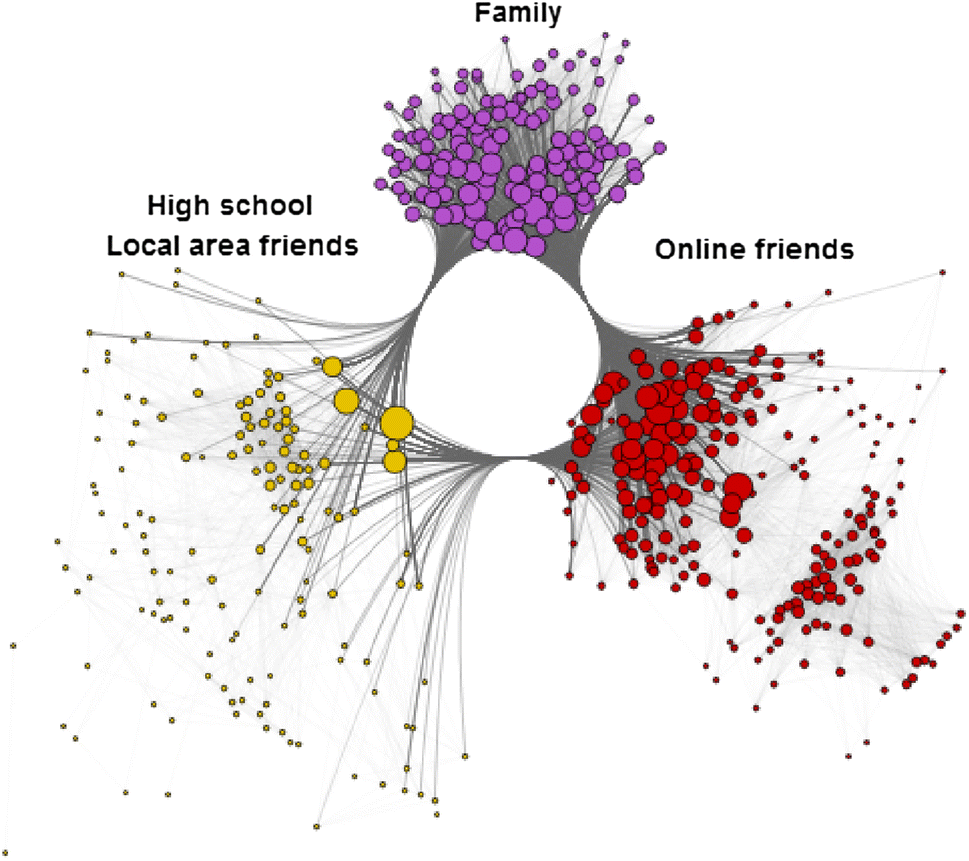 Family
High school
Local area friends
Online friends